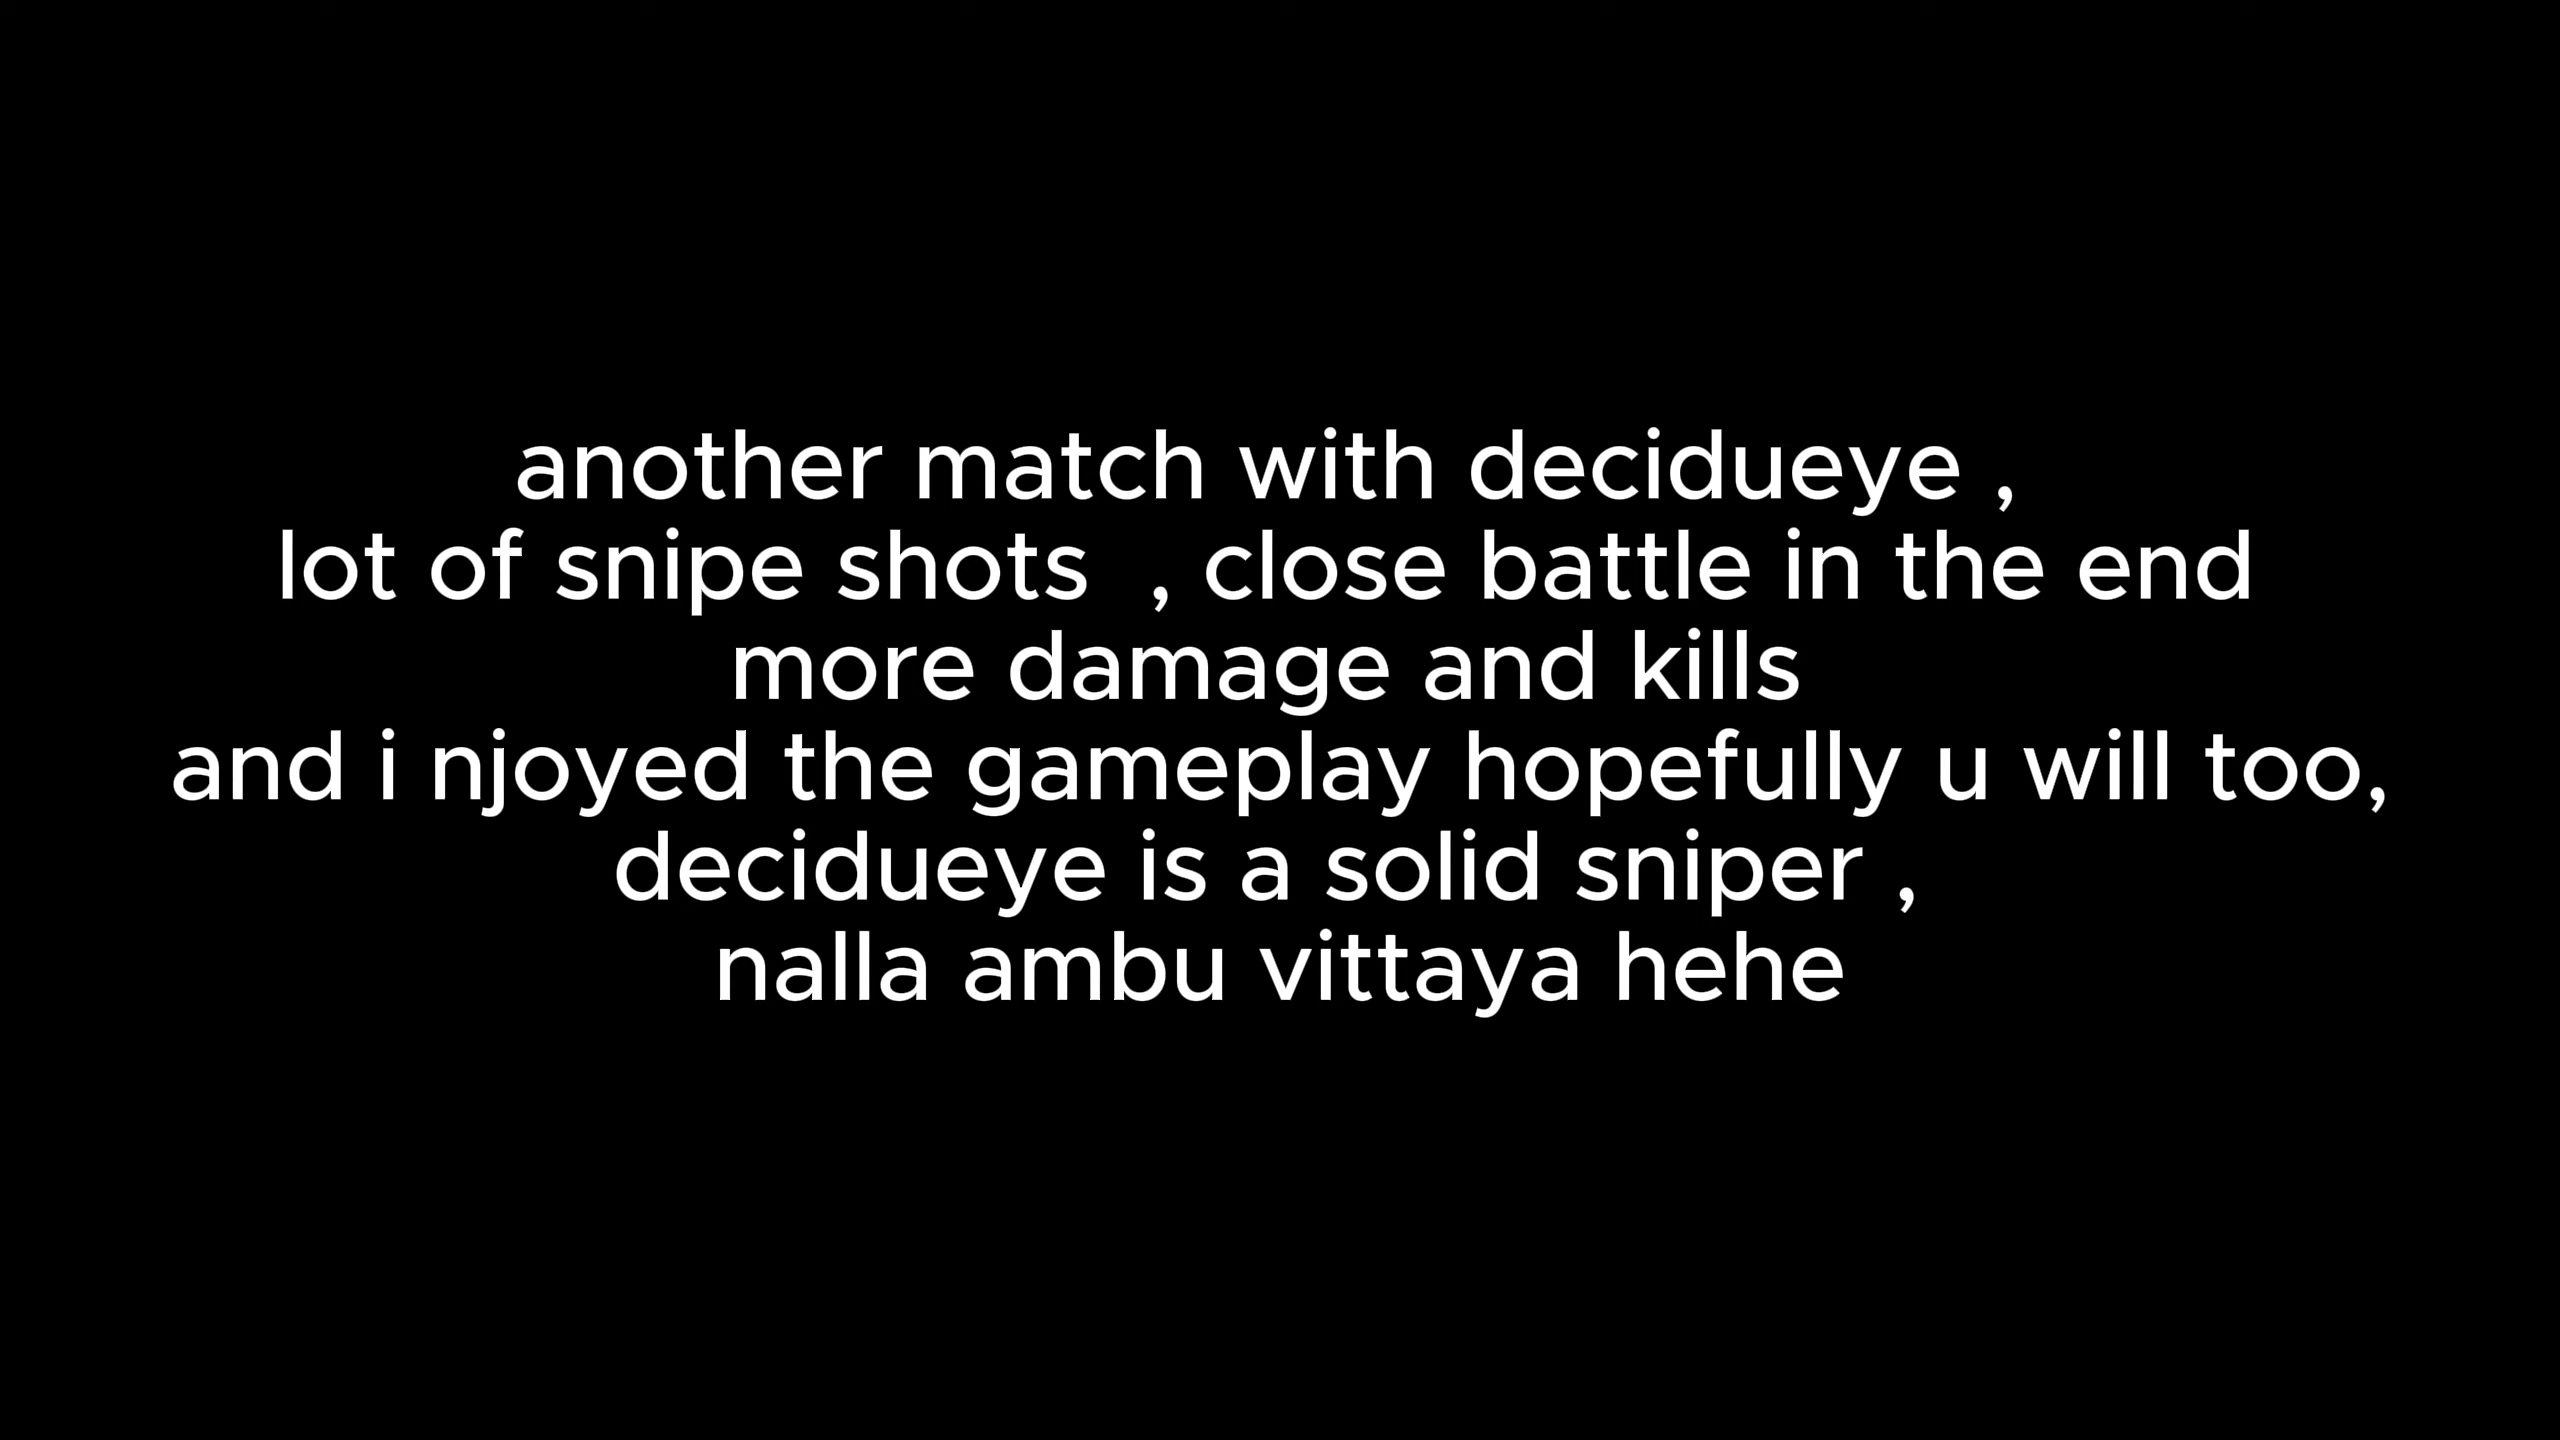 another match with decidueye ,
lot of snipe shots  , close battle in the end
more damage and kills
and i njoyed the gameplay hopefully u will too,
decidueye is a solid sniper ,
nalla ambu vittaya hehe